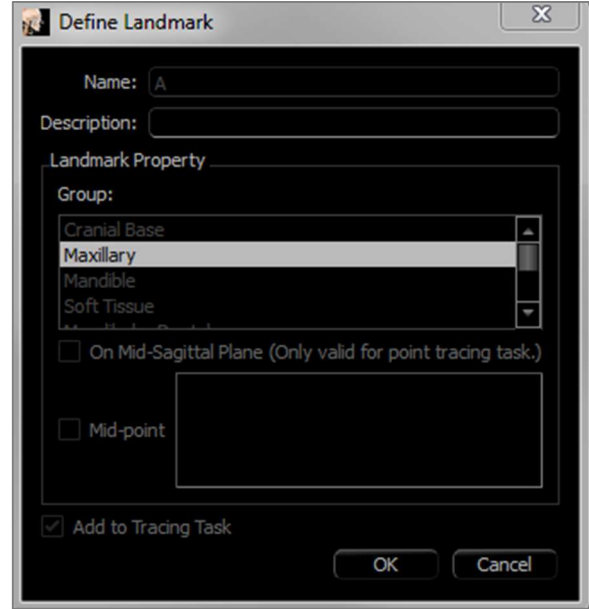 Define Landmark
Name: A
Description:
Landmark Property
Group:
Cranial Base
Maxillary
Mandible
Soft Tissue
On Mid-Sagittal Plane (Only valid for point tracing task.)
Mid-point
Add to Tracing Task
OK Cancel